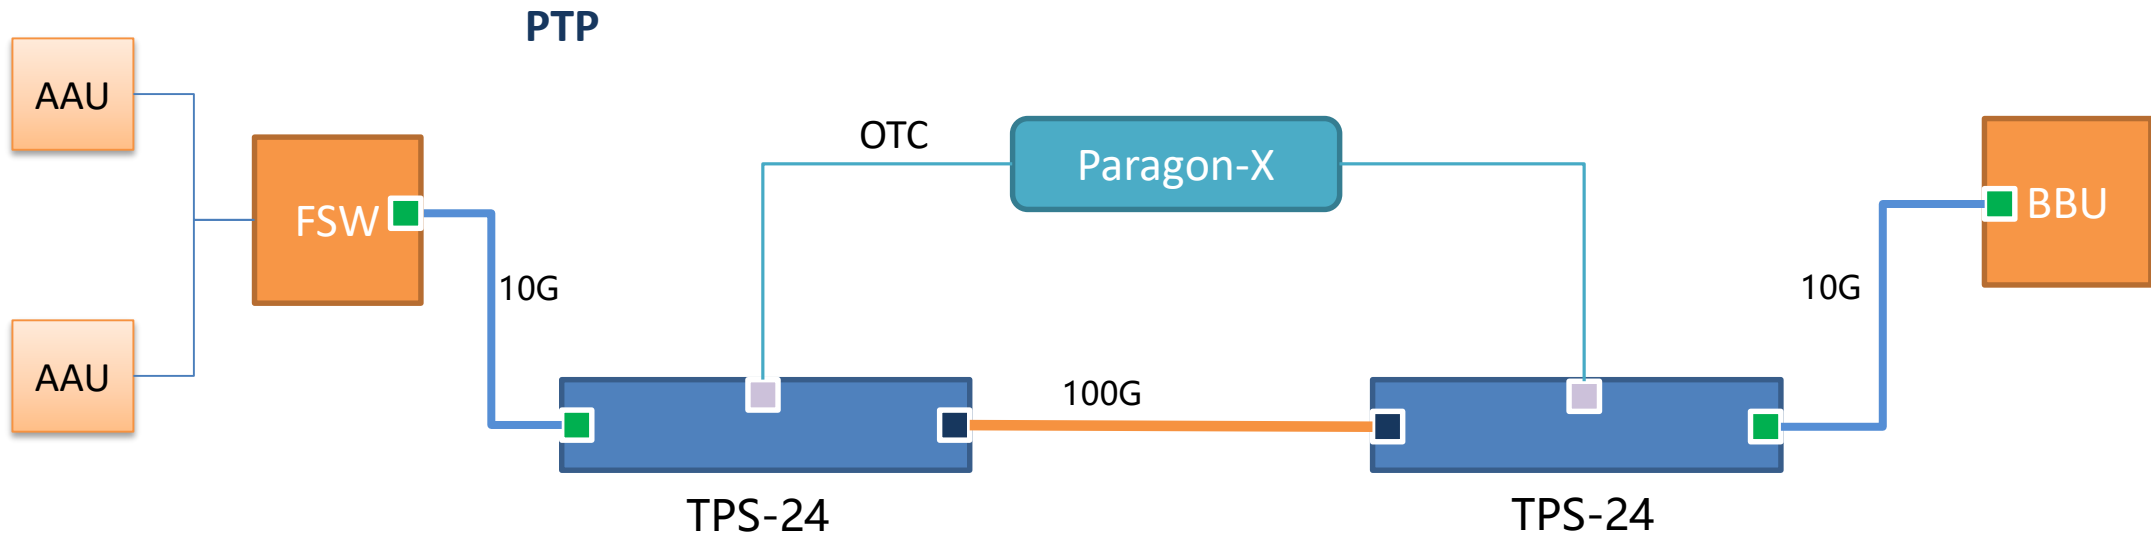 PTP
AAU
OTC
Paragon-X
FSW
BBU
10G
10G
AAU
100G
TPS-24
TPS-24